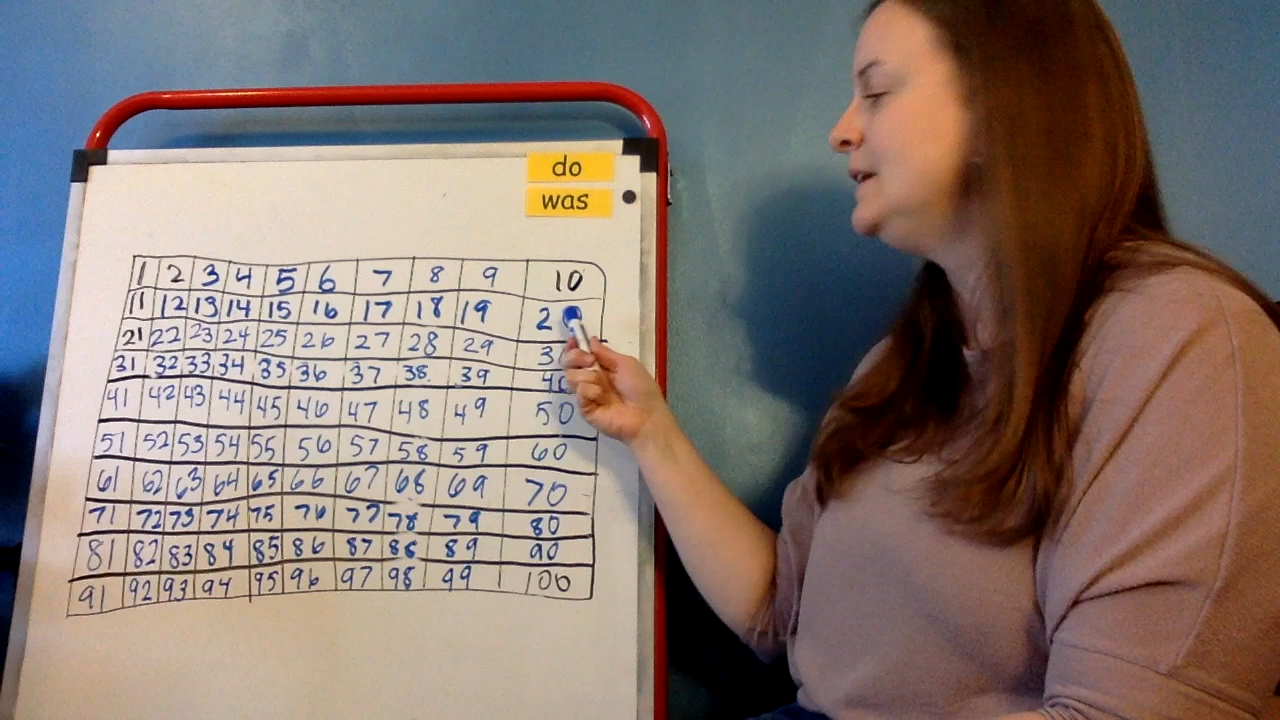 do
was
1 2 3 4 5 6 7 8 9 10
11 12 13 14 15 16 17 18 19 2
21 22 23 24 25 26 27 28 29 30
31 32 33 34 35 36 37 38 39 40
41 42 43 44 45 46 47 48 49 50
51 52 53 54 55 56 57 58 59 60
61 62 63 64 65 66 67 68 69 70
71 72 73 74 75 76 77 78 79 80
81 82 83 84 85 86 87 88 89 90
91 92 93 94 95 96 97 98 99 100